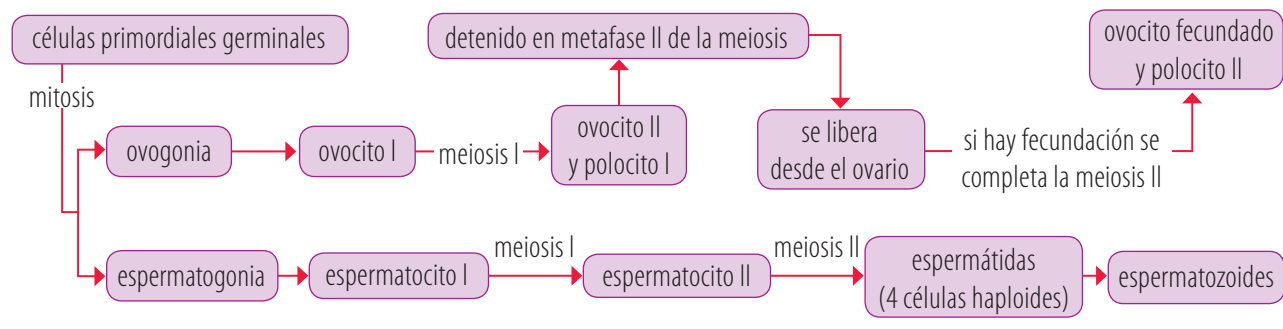 células primordiales germinales
mitosis
ovogonia
ovocito I
meiosis I
ovocito II
y polocito I
detenido en metafase II de la meiosis
se libera
desde el ovario
si hay fecundación se
completa la meiosis II
ovocito fecundado
y polocito II
espermatogonia
espermatocito I
meiosis I
espermatocito II
meiosis II
espermátidas
(4 células haploides)
espermatozoides